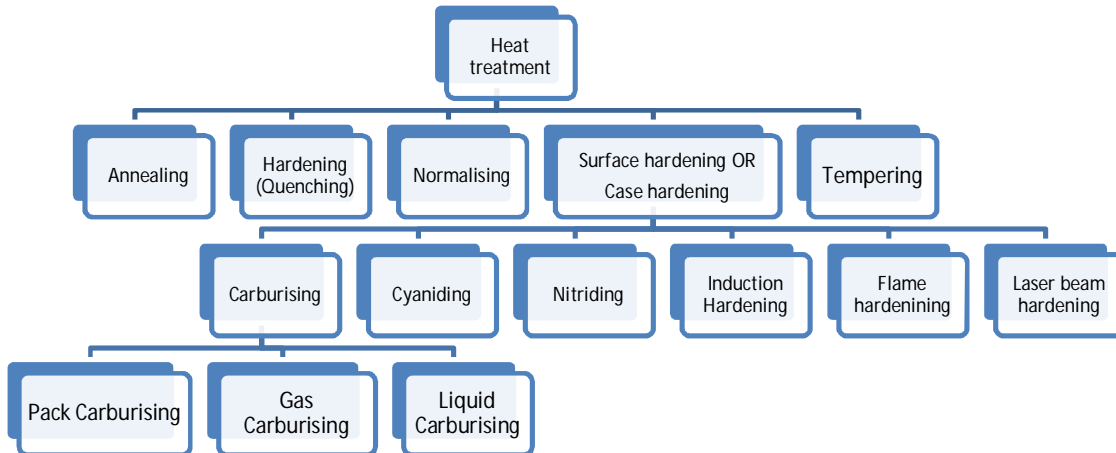 Heat
treatment
Annealing
Hardening
(Quenching)
Normalising
Surface hardening OR
Case hardening
Tempering
Carburising
Cyaniding
Nitriding
Induction
Hardening
Flame
hardenining
Laser beam
hardening
Pack Carburising
Gas
Carburising
Liquid
Carburising